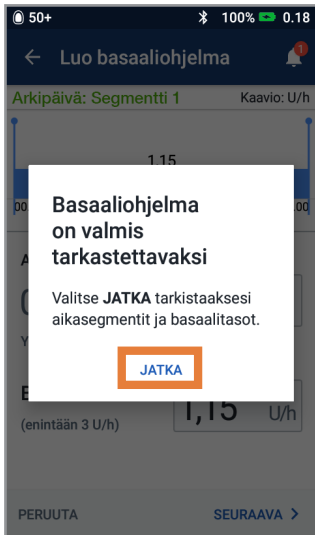 50+ 100% 0.18
Luo basaaliohjelma
Arkipäivä: Segmentti 1 Kaavio: U/h
1,15
Basaaliohjelma
on valmis
tarkastettavaksi
Valitse JATKA tarkistaaksesi
aikasegmentit ja basaalitasot.
JATKA
1,15 U/h
(enintään 3 U/h)
PERUUTA SEURAAVA